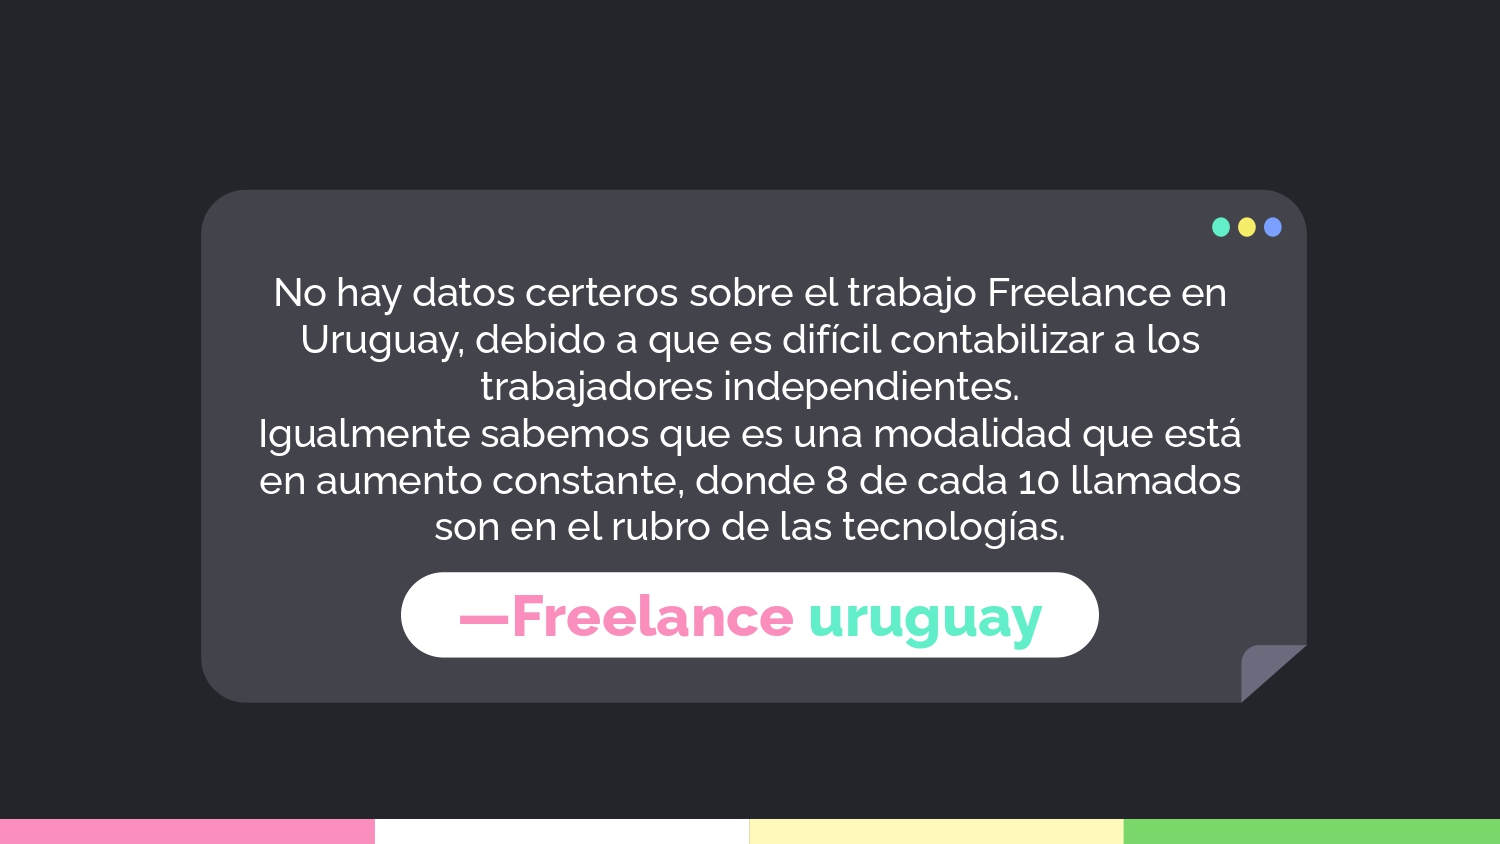 No hay datos certeros sobre el trabajo Freelance en
Uruguay, debido a que es difícil contabilizar a los
trabajadores independientes.
Igualmente sabemos que es una modalidad que está
en aumento constante, donde 8 de cada 10 llamados
son en el rubro de las tecnologías.
—Freelance uruguay